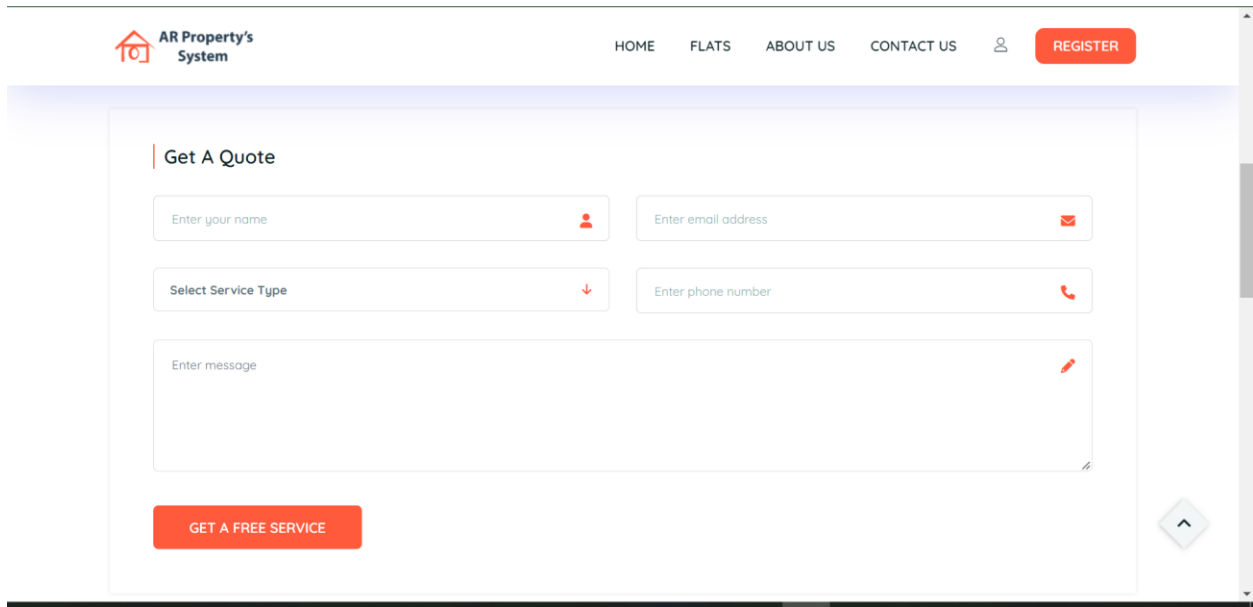 AR Property's
System
HOME FLATS ABOUT US CONTACT US REGISTER
Get A Quote
Enter your name Enter email address
Select Service Type Enter phone number
Enter message
GET A FREE SERVICE